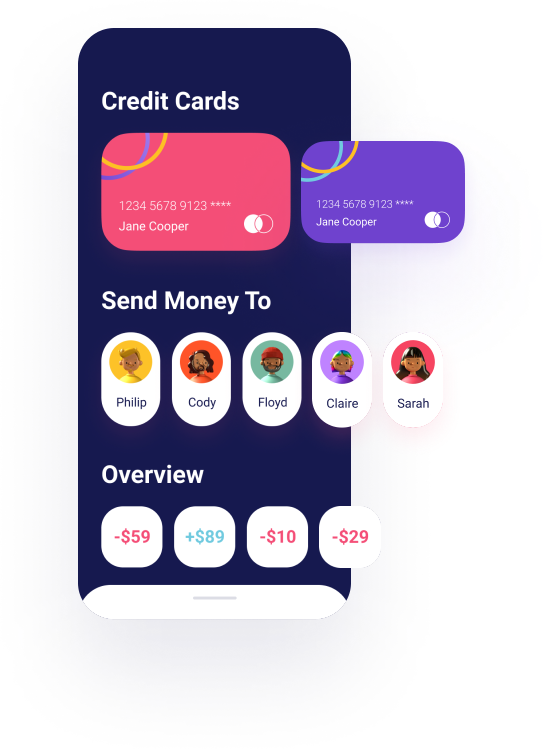 Credit Cards
1234 5678 9123 ****
Jane Cooper
1234 5678 9123 ****
Jane Cooper
Send Money To
Philip
Cody
Floyd
Claire
Sarah
Overview
-$59
+$89
-$10
-$29